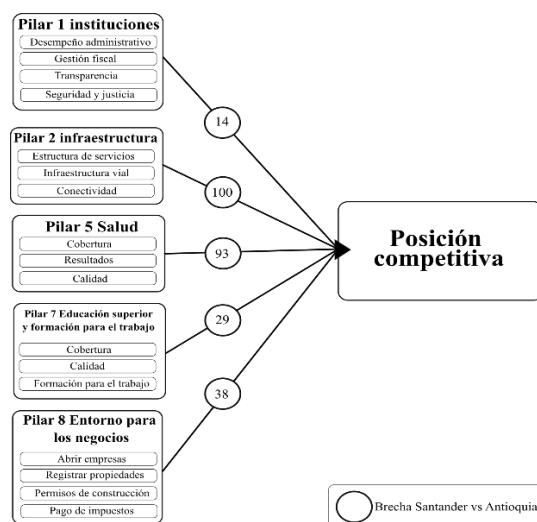 Pilar 1 instituciones
Desempeño administrativo
Gestión fiscal
Transparencia
Seguridad y justicia
14
Pilar 2 infraestructura
Estructura de servicios
Infraestructura vial
Conectividad
100
Pilar 5 Salud
Cobertura
Resultados
Calidad
93
Pilar 7 Educación superior
y formación para el trabajo
Cobertura
Calidad
Formación para el trabajo
29
Pilar 8 Entorno para
los negocios
Abrir empresas
Registrar propiedades
Permisos de construcción
Pago de impuestos
38
Posición
competitiva
Brecha Santander vs Antioquia